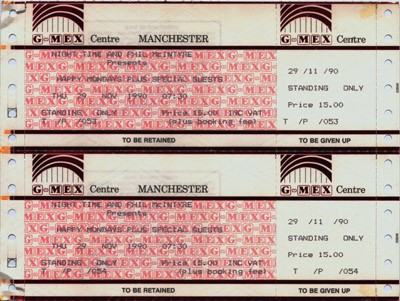 G-MEX Centre MANCHESTER
NIGHT TIME AND PHIL McINTYRE
Presents
HAPPY MONDAYS PLUS SPECIAL GUESTS
THU 29 NOV 1990 07:30
STANDING ONLY Price 15.00 INC VAT
T /P /053 (plus booking fee)
TO BE RETAINED
G-MEX Centre
29 /11 /90
STANDING ONLY
Price 15.00
T /P /053
TO BE GIVEN UP
G-MEX Centre MANCHESTER
NIGHT TIME AND PHIL McINTYRE
Presents
HAPPY MONDAYS PLUS SPECIAL GUESTS
THU 29 NOV 1990 07:30
STANDING ONLY Price 15.00 INC VAT
T /P /054 (plus booking fee)
TO BE RETAINED
G-MEX Centre
29 /11 /90
STANDING ONLY
Price 15.00
T /P /054
TO BE GIVEN UP